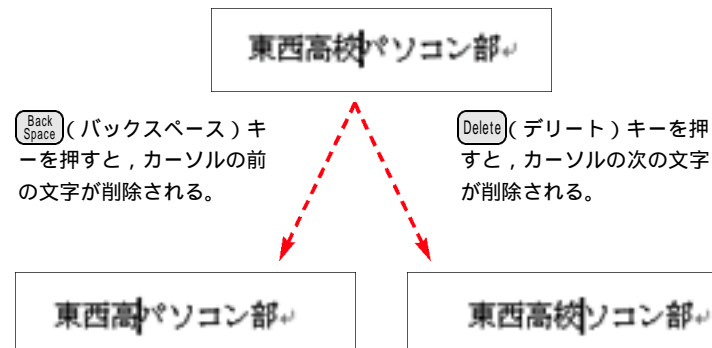 東西高校パソコン部↵
Back Space(バックスペース)キ
ーを押すと,カーソルの前
の文字が削除される。
Delete(デリート)キーを押
すと,カーソルの次の文字
が削除される。
東西高パソコン部↵
東西高校ソコン部↵